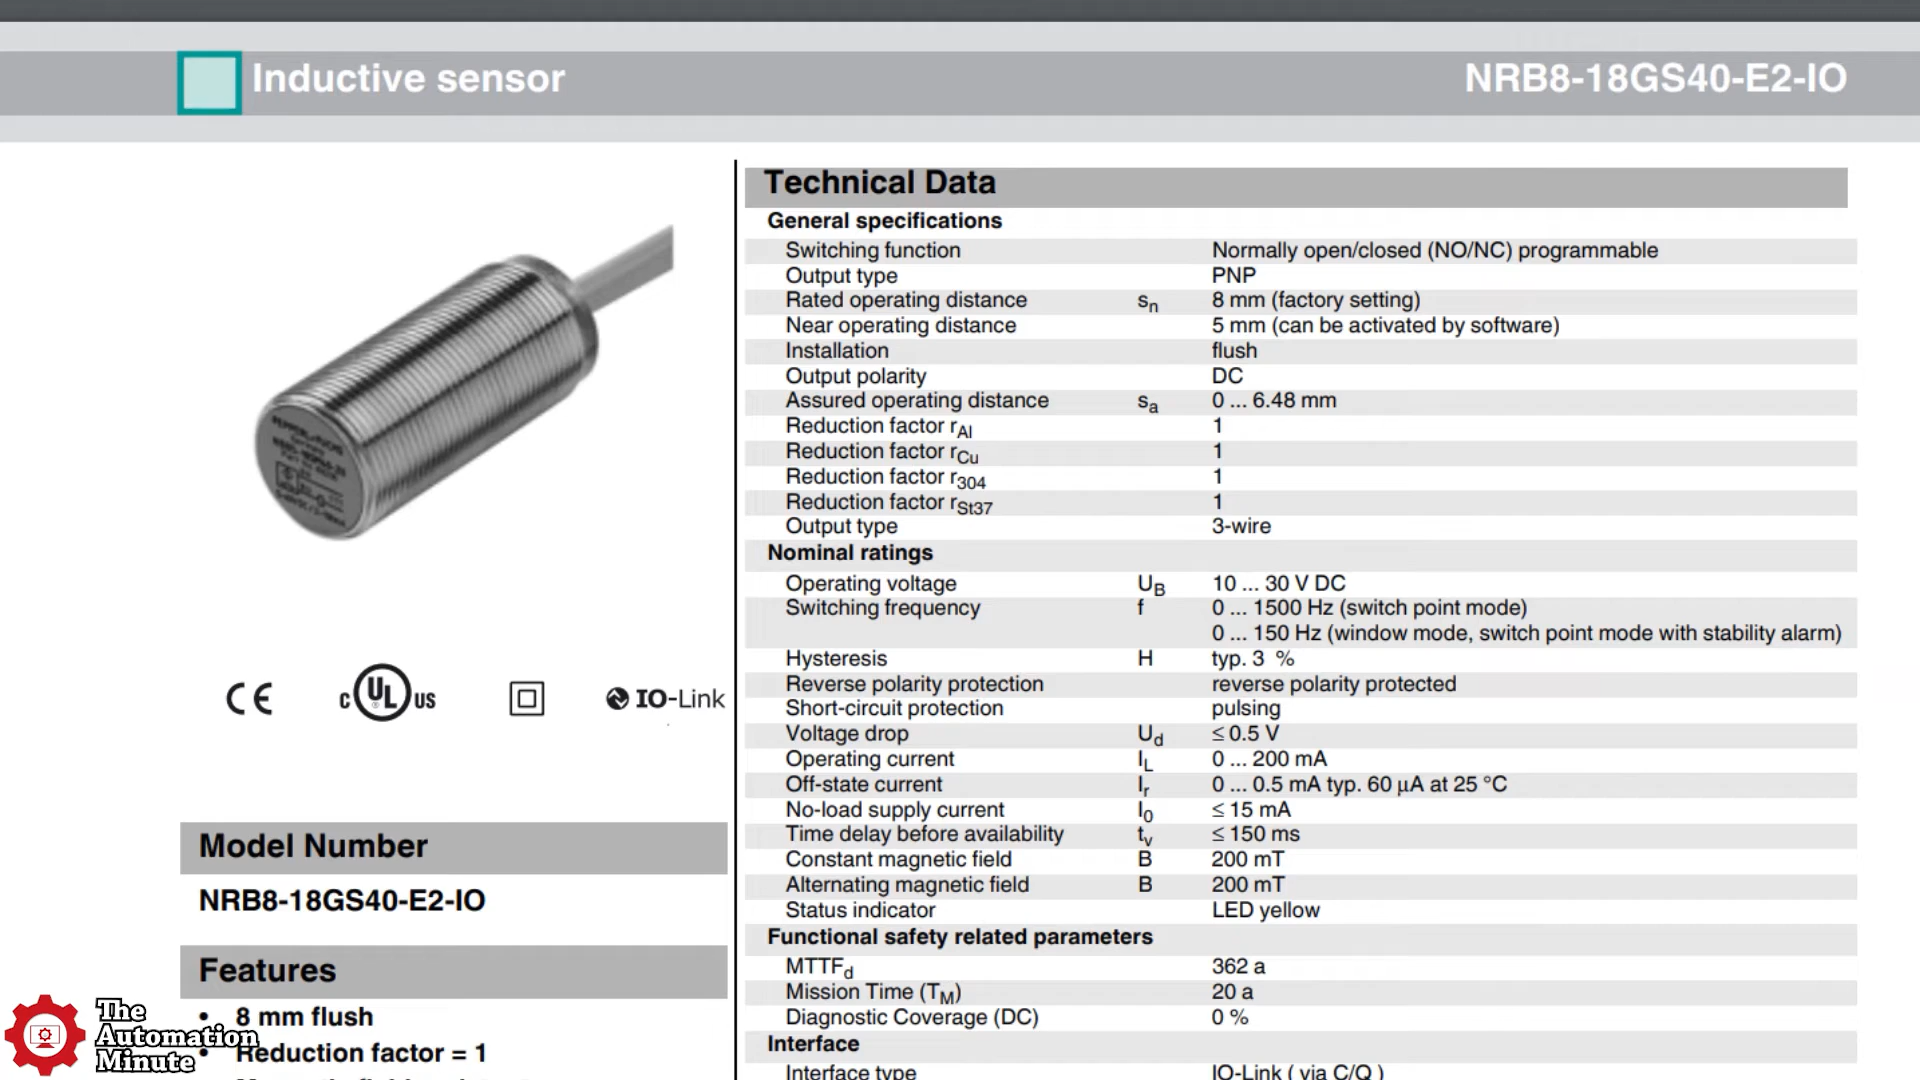 Inductive sensor
NRB8-18GS40-E2-IO
CE
c UL ® US
IO-Link
Model Number
NRB8-18GS40-E2-IO
Features
• 8 mm flush
• Reduction factor = 1
The
Automation
Minute
Technical Data
General specifications
Switching function Normally open/closed (NO/NC) programmable
Output type PNP
Rated operating distance sn 8 mm (factory setting)
Near operating distance 5 mm (can be activated by software)
Installation flush
Output polarity DC
Assured operating distance sa 0 ... 6.48 mm
Reduction factor rAl 1
Reduction factor rCu 1
Reduction factor r304 1
Reduction factor rSt37 1
Output type 3-wire
Nominal ratings
Operating voltage UB 10 ... 30 V DC
Switching frequency f 0 ... 1500 Hz (switch point mode)
0 ... 150 Hz (window mode, switch point mode with stability alarm)
Hysteresis H typ. 3 %
Reverse polarity protection reverse polarity protected
Short-circuit protection pulsing
Voltage drop Ud ≤ 0.5 V
Operating current IL 0 ... 200 mA
Off-state current Ir 0 ... 0.5 mA typ. 60 µA at 25 °C
No-load supply current I0 ≤ 15 mA
Time delay before availability tv ≤ 150 ms
Constant magnetic field B 200 mT
Alternating magnetic field B 200 mT
Status indicator LED yellow
Functional safety related parameters
MTTFd 362 a
Mission Time (TM) 20 a
Diagnostic Coverage (DC) 0 %
Interface
Interface type IO-Link ( via C/Q )